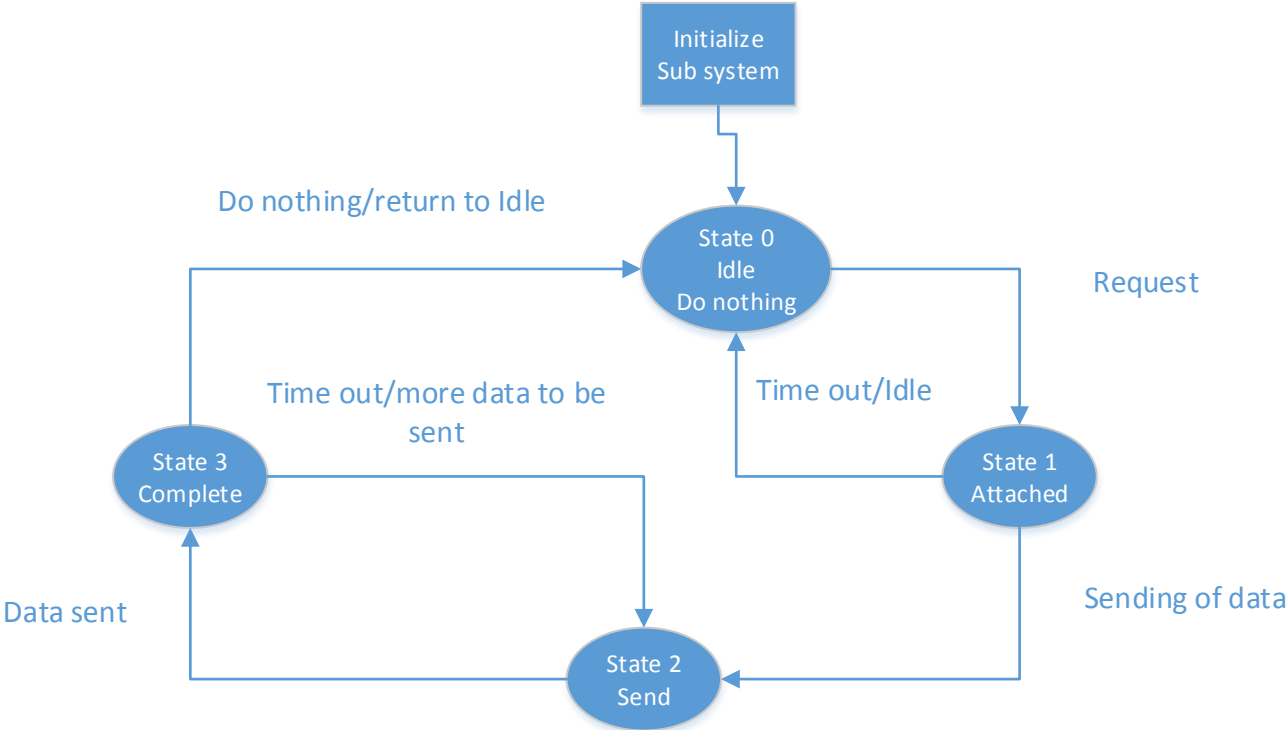 Initialize
Sub system
Do nothing/return to Idle
State 0
Idle
Do nothing
Request
Time out/more data to be
sent
Time out/Idle
State 3
Complete
State 1
Attached
Data sent
Sending of data
State 2
Send